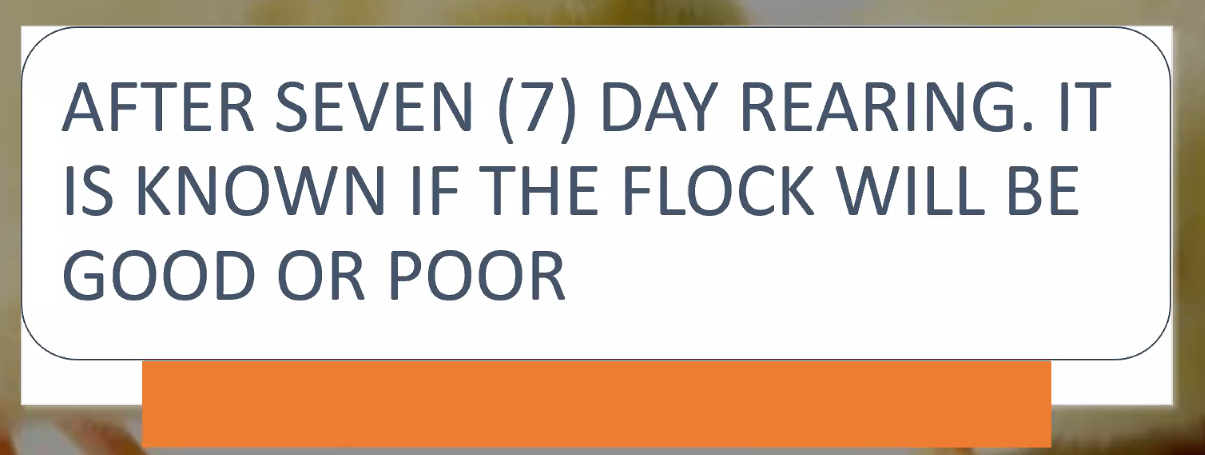 AFTER SEVEN (7) DAY REARING. IT
IS KNOWN IF THE FLOCK WILL BE
GOOD OR POOR